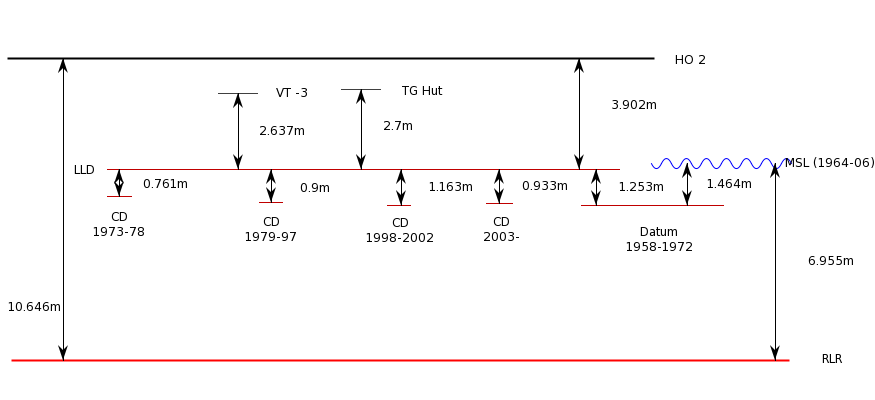 HO 2
VT -3
TG Hut
3.902m
2.637m
2.7m
LLD
MSL (1964-06)
0.761m
0.9m
1.163m
0.933m
1.253m
1.464m
CD
1973-78
CD
1979-97
CD
1998-2002
CD
2003-
Datum
1958-1972
6.955m
10.646m
RLR